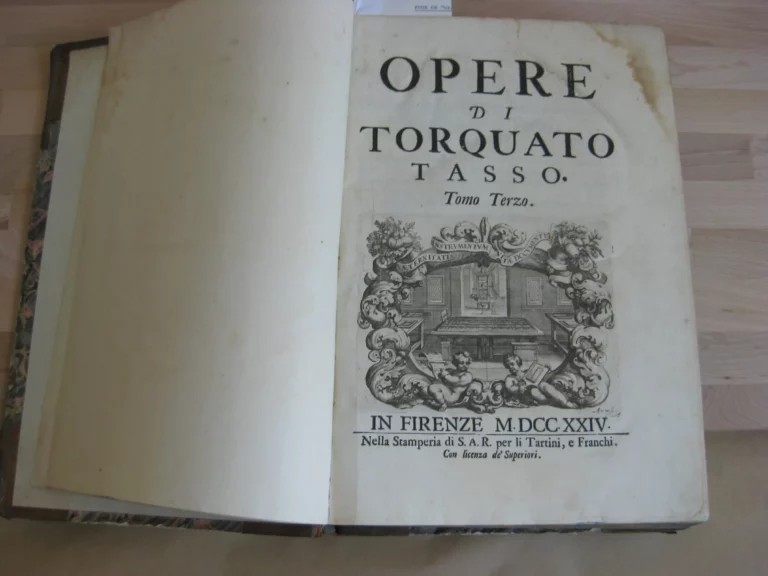 OPERE
DI
TORQUATO
TASSO.
Tomo Terzo.
IN FIRENZE M.DCC.XXIV.
Nella Stamperia di S. A. R. per li Tartini, e Franchi.
Con licenza de' Superiori.